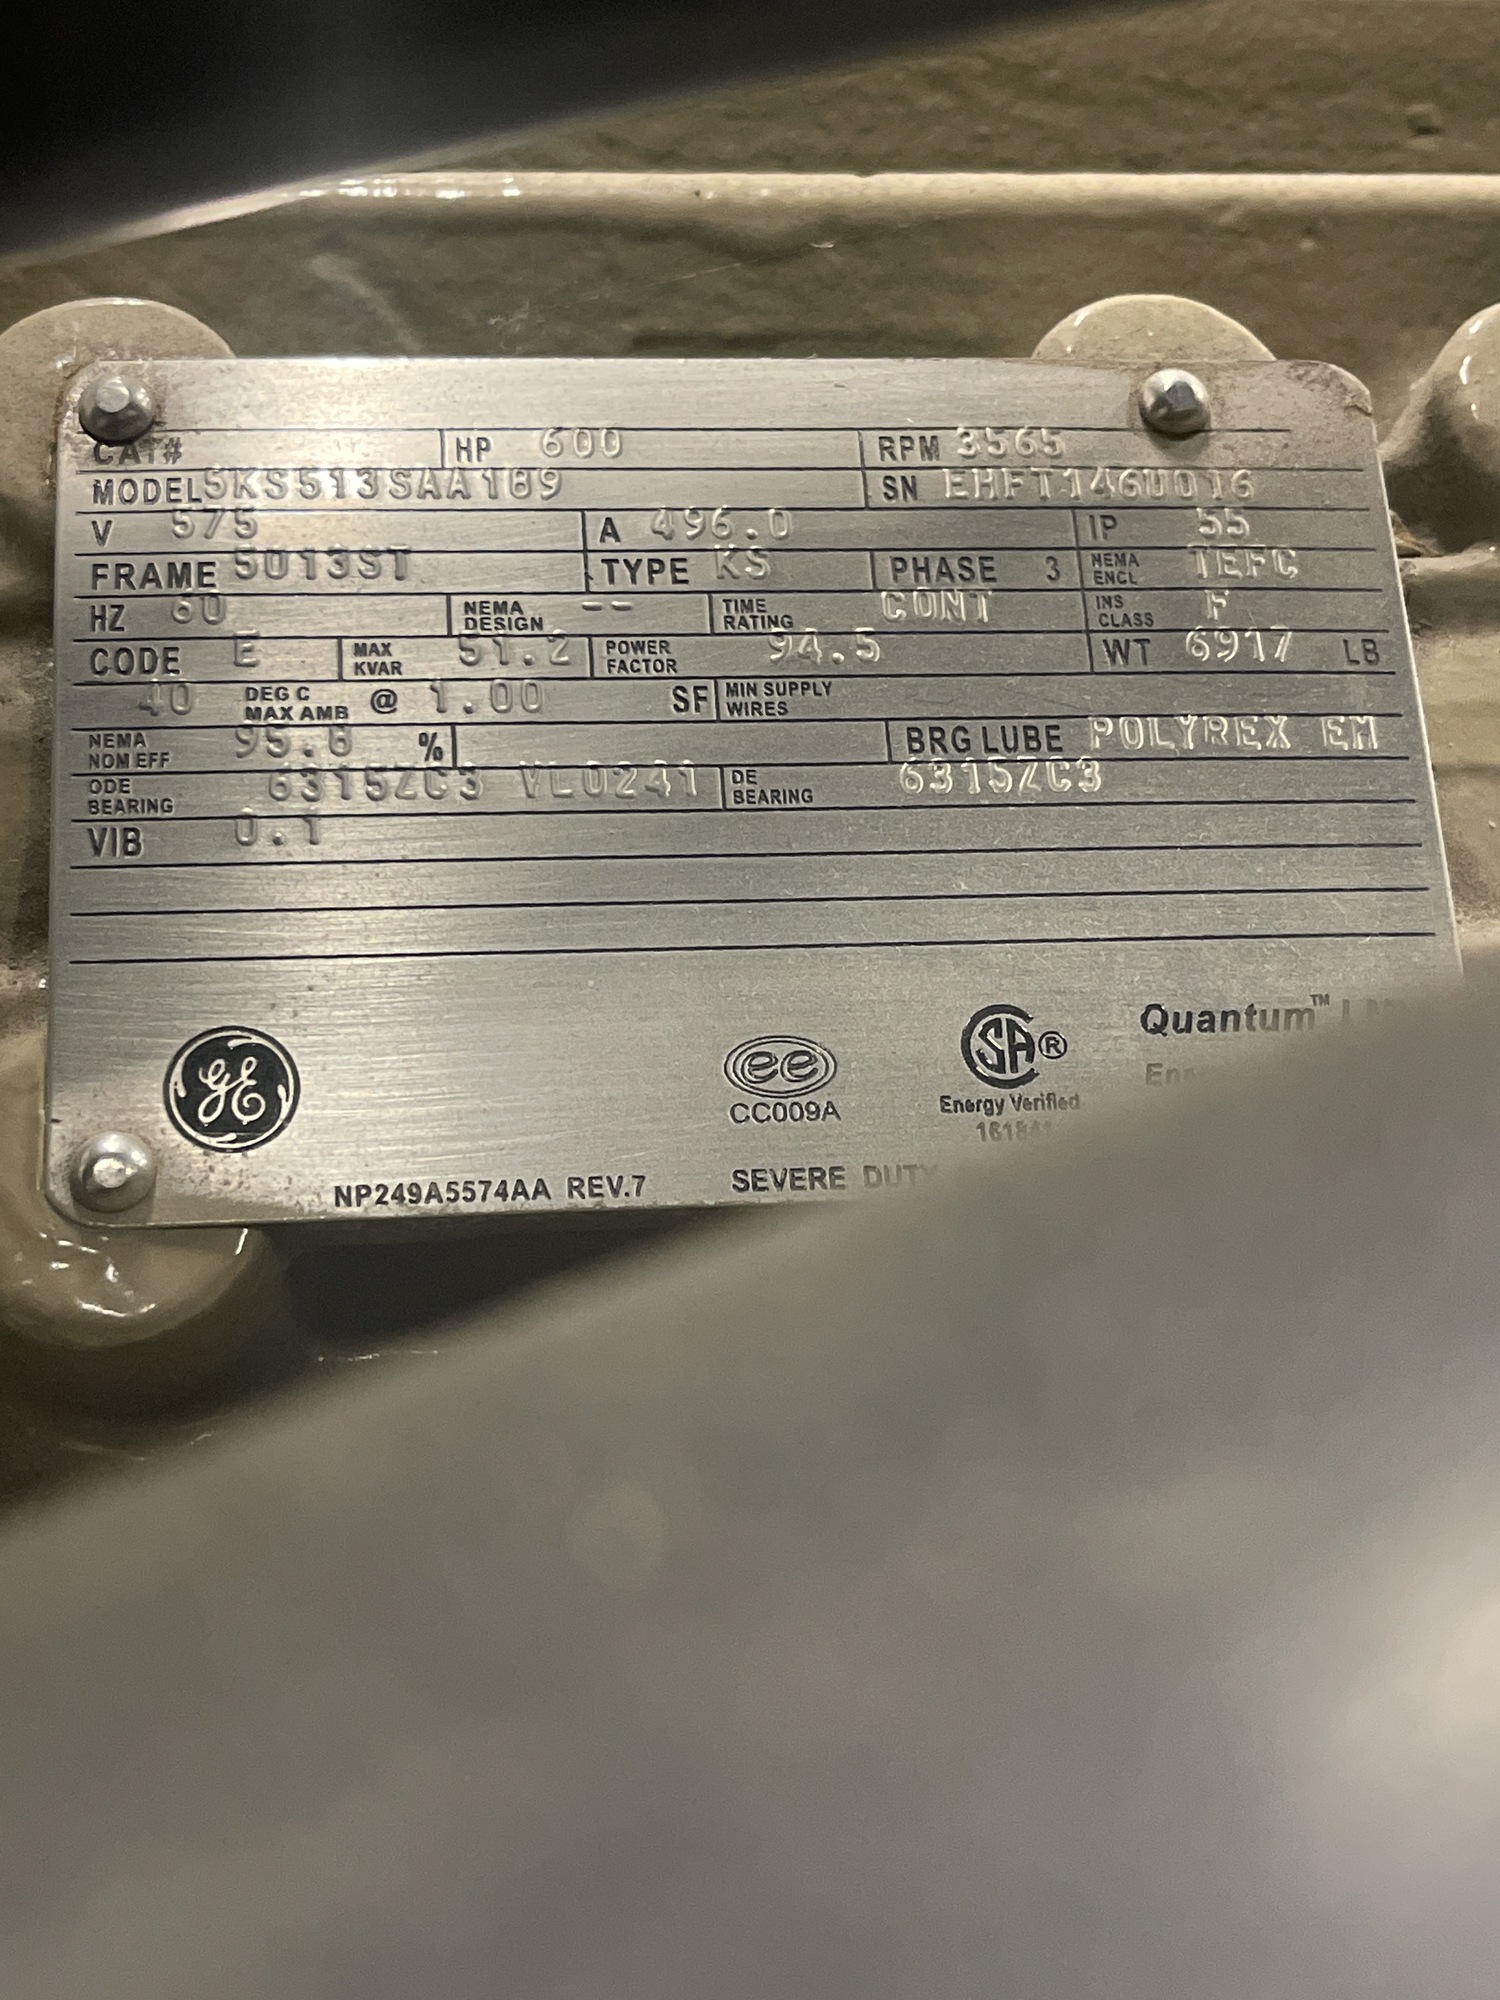 CAT# HP 600 RPM 3565
MODEL 5KS513SAA189 SN EHFT146U016
V 575 A 496.0 IP 55
FRAME 5013ST TYPE KS PHASE 3 NEMA ENCL TEFC
HZ 60 NEMA DESIGN -- TIME RATING CONT INS CLASS F
CODE E MAX KVAR 51.2 POWER FACTOR 94.5 WT 6917 LB
40 DEG C MAX AMB @ 1.00 SF MIN SUPPLY WIRES
NEMA NOM EFF 95.8 % BRG LUBE POLYREX EM
ODE BEARING 6315ZC3 VL0241 DE BEARING 6315ZC3
VIB 0.1
GE
ee
CC009A
SA®
Energy Verified
Quantum™
NP249A5574AA REV.7
SEVERE DUTY